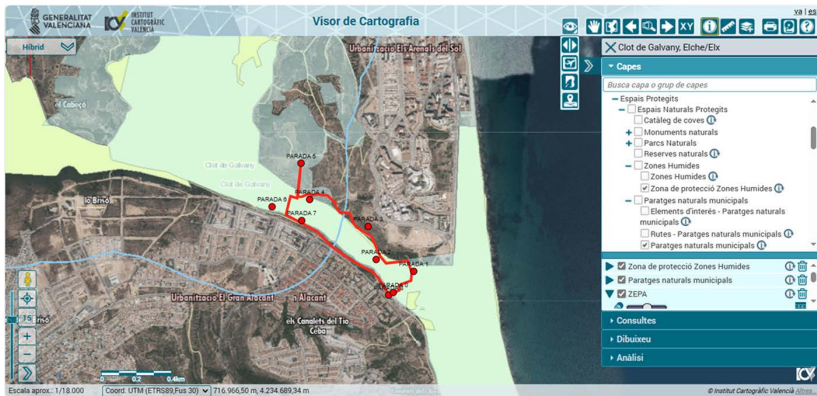 GENERALITAT
VALENCIANA
INSTITUT
CARTOGRÀFIC
VALENCIÀ
Visor de Cartografia
va | es
XY
Híbrid
Clot de Galvany, Elche/Elx
Capes
Busca capa o grup de capes
Espais Protegits
Espais Naturals Protegits
Catàleg de coves
Monuments naturals
Parcs Naturals
Reserves naturals
Zones Humides
Zones Humides
Zona de protecció Zones Humides
Paratges naturals municipals
Elements d'interés - Paratges naturals
municipals
Rutes - Paratges naturals municipals
Paratges naturals municipals
Zona de protecció Zones Humides
Paratges naturals municipals
ZEPA
Consultes
Dibuixeu
Anàlisi
Urbanització Els Arenals del Sol
el Cabeçó
Clot de Galvany
Clot de Galvany
PARADA 5
PARADA 4
PARADA 6
PARADA 7
PARADA 3
PARADA 2
PARADA 1
Urbanització El Gran Alacant
n Alacant
els Canalets del Tio
Ceba
15
0 0.2 0.4km
Escala aprox.: 1/18.000
Coord. UTM (ETRS89,Fus 30)
716.966,50 m, 4.234.689,34 m
© Institut Cartogràfic Valencià Altres